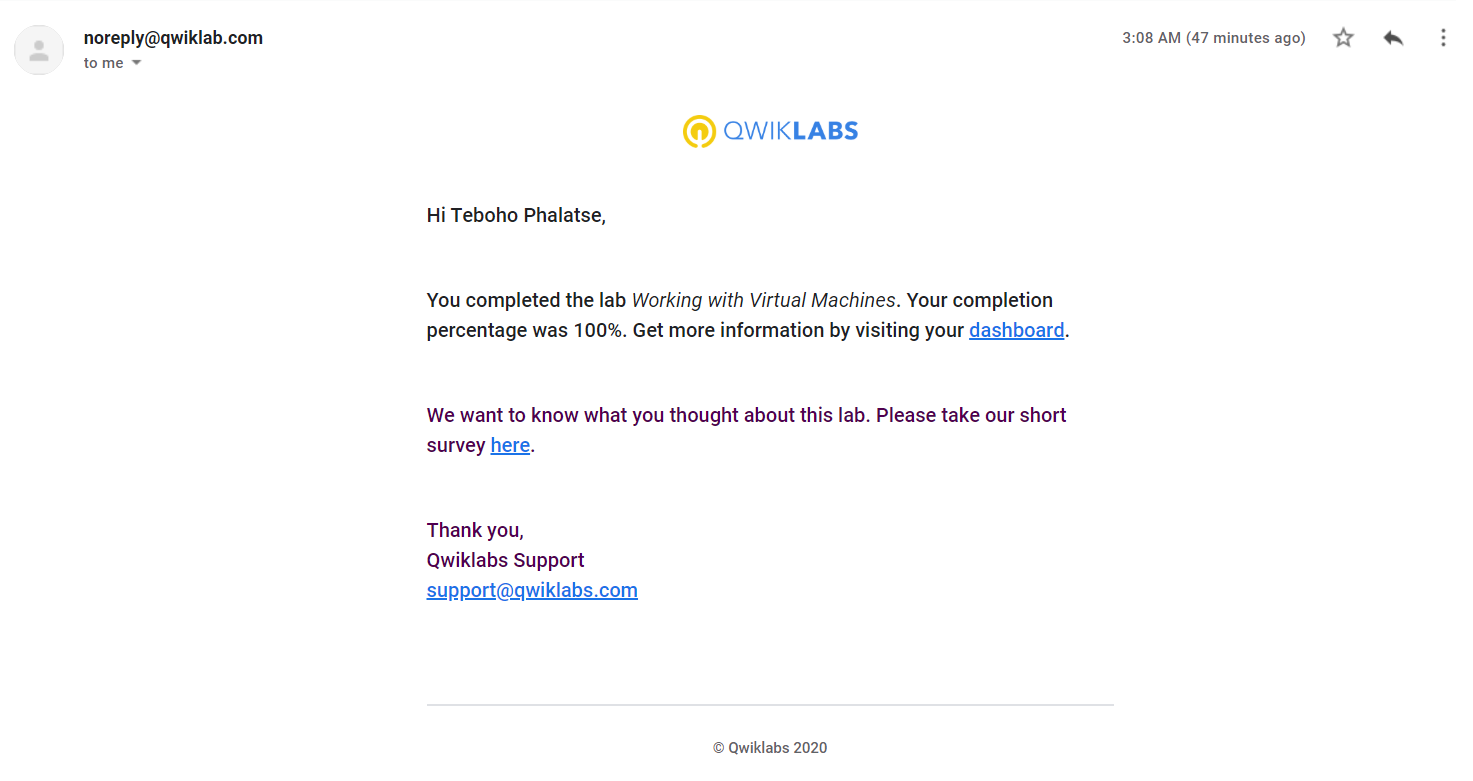 noreply@qwiklab.com
3:08 AM (47 minutes ago)
to me
QWIKLABS
Hi Teboho Phalatse,
You completed the lab Working with Virtual Machines. Your completion
percentage was 100%. Get more information by visiting your dashboard.
We want to know what you thought about this lab. Please take our short
survey here.
Thank you,
Qwiklabs Support
support@qwiklabs.com
© Qwiklabs 2020